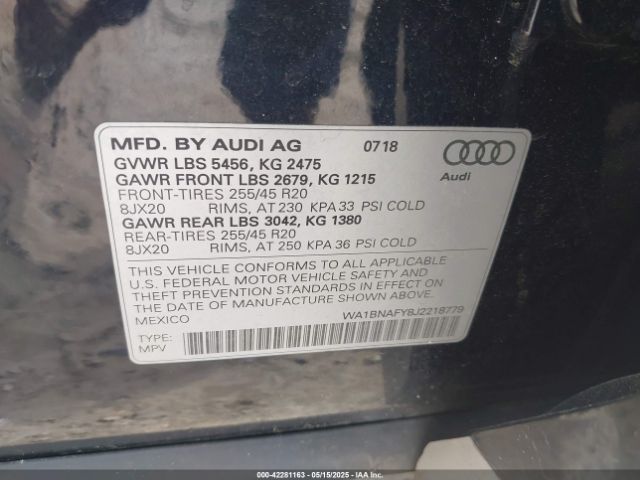 MFD. BY AUDI AG 0718
GVWR LBS 5456, KG 2475
GAWR FRONT LBS 2679, KG 1215
FRONT-TIRES 255/45 R20
8JX20 RIMS, AT 230 KPA 33 PSI COLD
GAWR REAR LBS 3042, KG 1380
REAR-TIRES 255/45 R20
8JX20 RIMS, AT 250 KPA 36 PSI COLD
Audi
THIS VEHICLE CONFORMS TO ALL APPLICABLE
U.S. FEDERAL MOTOR VEHICLE SAFETY AND
THEFT PREVENTION STANDARDS IN EFFECT ON
THE DATE OF MANUFACTURE SHOWN ABOVE.
MEXICO WA1BNAFY8J2218779
TYPE:
MPV
000-42281163 - 05/15/2025 - IAA Inc.